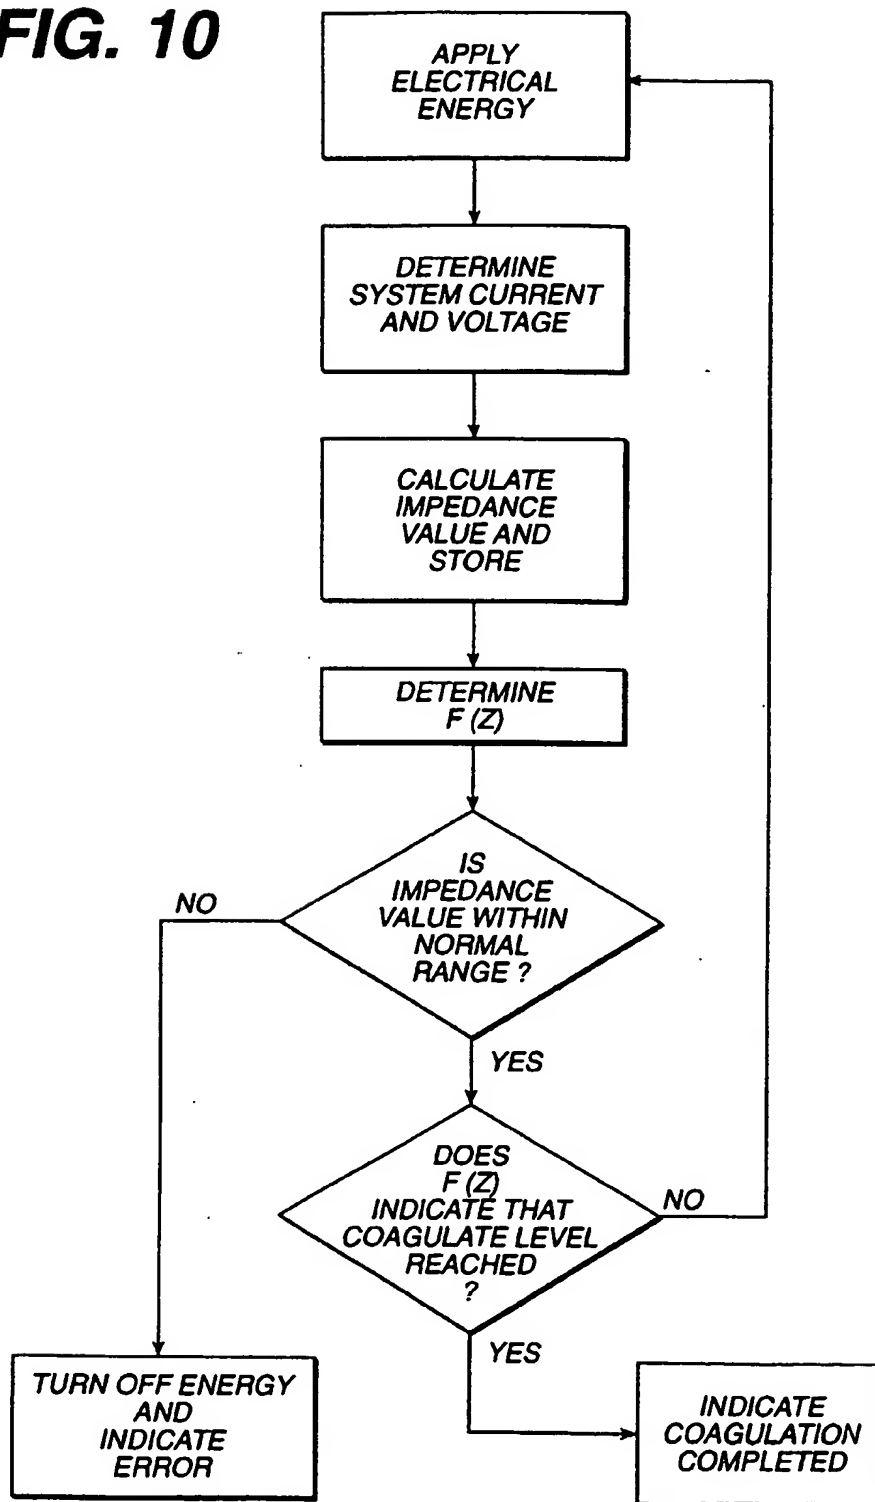 FIG. 10
APPLY
ELECTRICAL
ENERGY
DETERMINE
SYSTEM CURRENT
AND VOLTAGE
CALCULATE
IMPEDANCE
VALUE AND
STORE
DETERMINE
F (Z)
IS
IMPEDANCE
VALUE WITHIN
NORMAL
RANGE ?
NO
YES
DOES
F (Z)
INDICATE THAT
COAGULATE LEVEL
REACHED
?
NO
YES
TURN OFF ENERGY
AND
INDICATE
ERROR
INDICATE
COAGULATION
COMPLETED